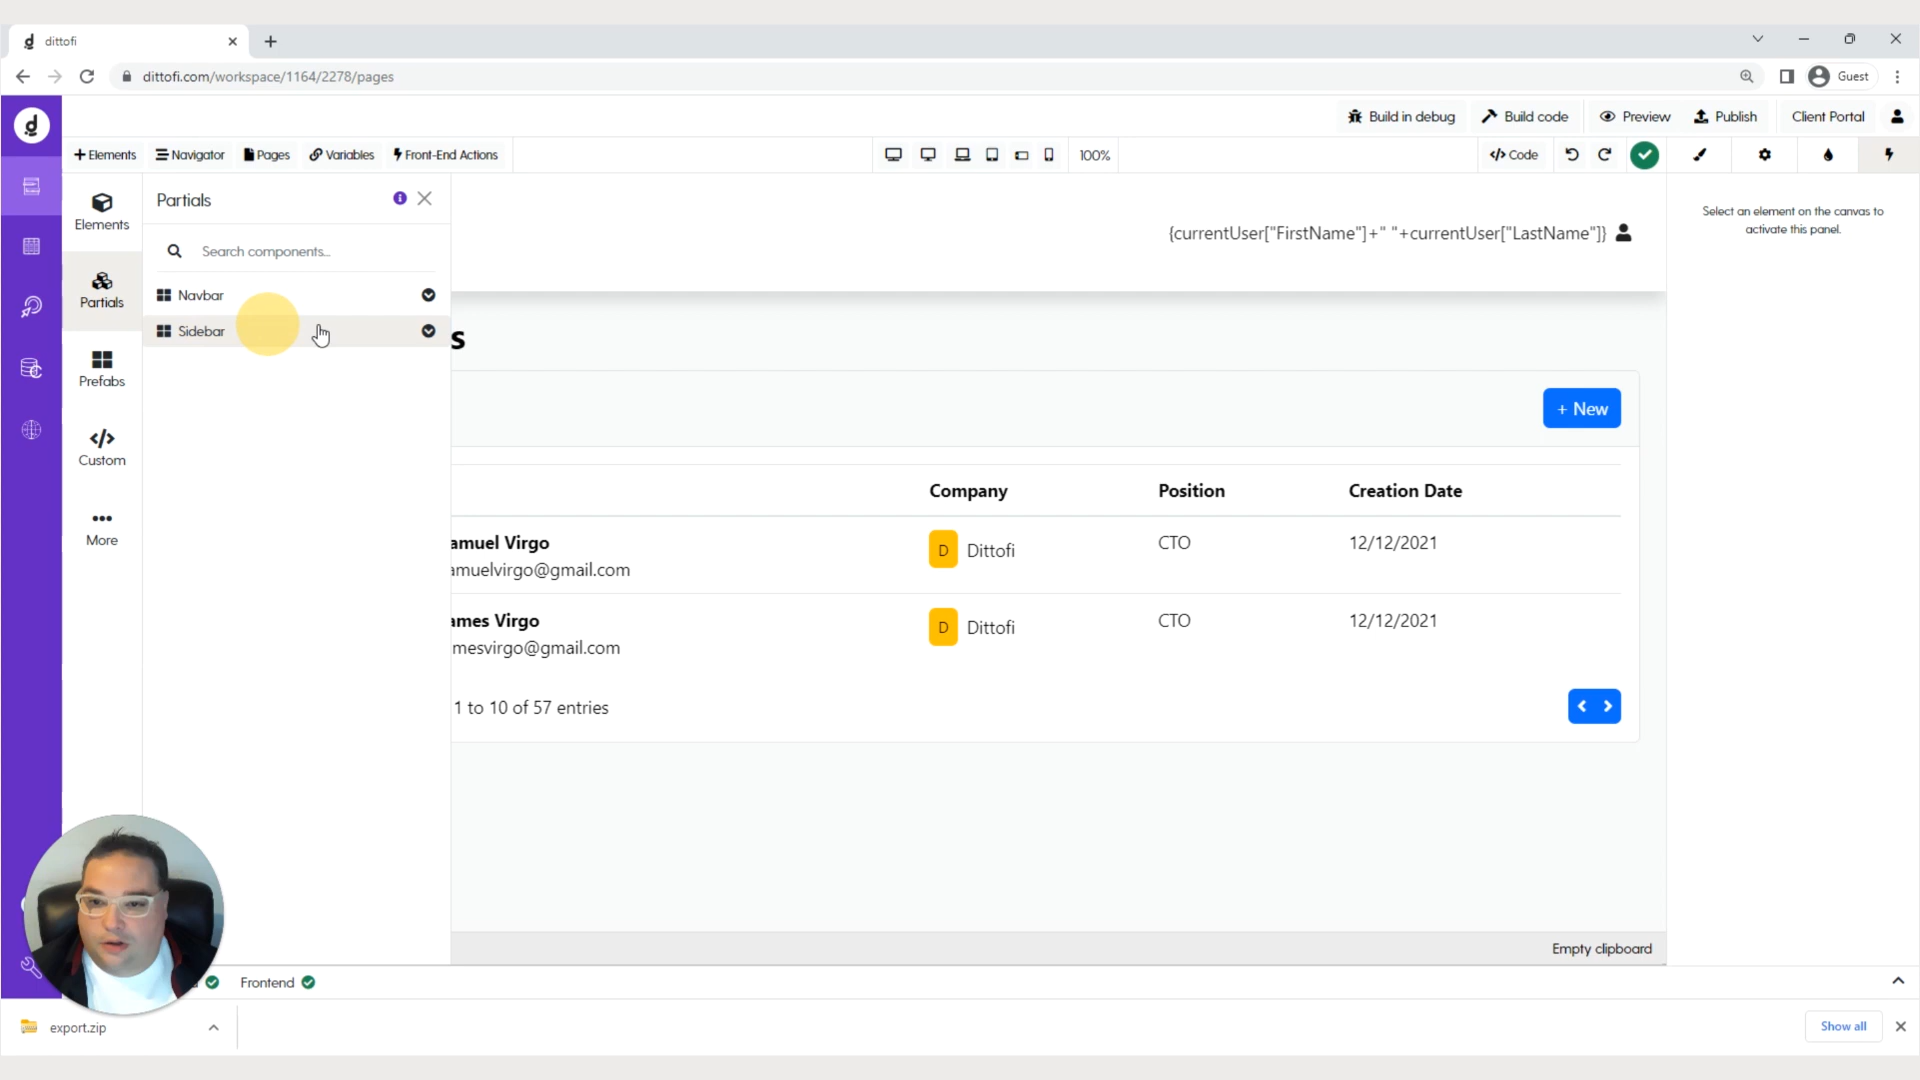 dittofi
dittofi.com/workspace/1164/2278/pages
Guest
Build in debug
Build code
Preview
Publish
Client Portal
Elements
Navigator
Pages
Variables
Front-End Actions
100%
</> Code
Elements
Partials
Prefabs
</>
Custom
More
Partials
Search components...
Navbar
Sidebar
{currentUser["FirstName"]+" "+currentUser["LastName"]}
Select an element on the canvas to
activate this panel.
s
+ New
Company
Position
Creation Date
amuel Virgo
amuelvirgo@gmail.com
D Dittofi
CTO
12/12/2021
ames Virgo
mesvirgo@gmail.com
D Dittofi
CTO
12/12/2021
1 to 10 of 57 entries
Empty clipboard
Frontend
export.zip
Show all